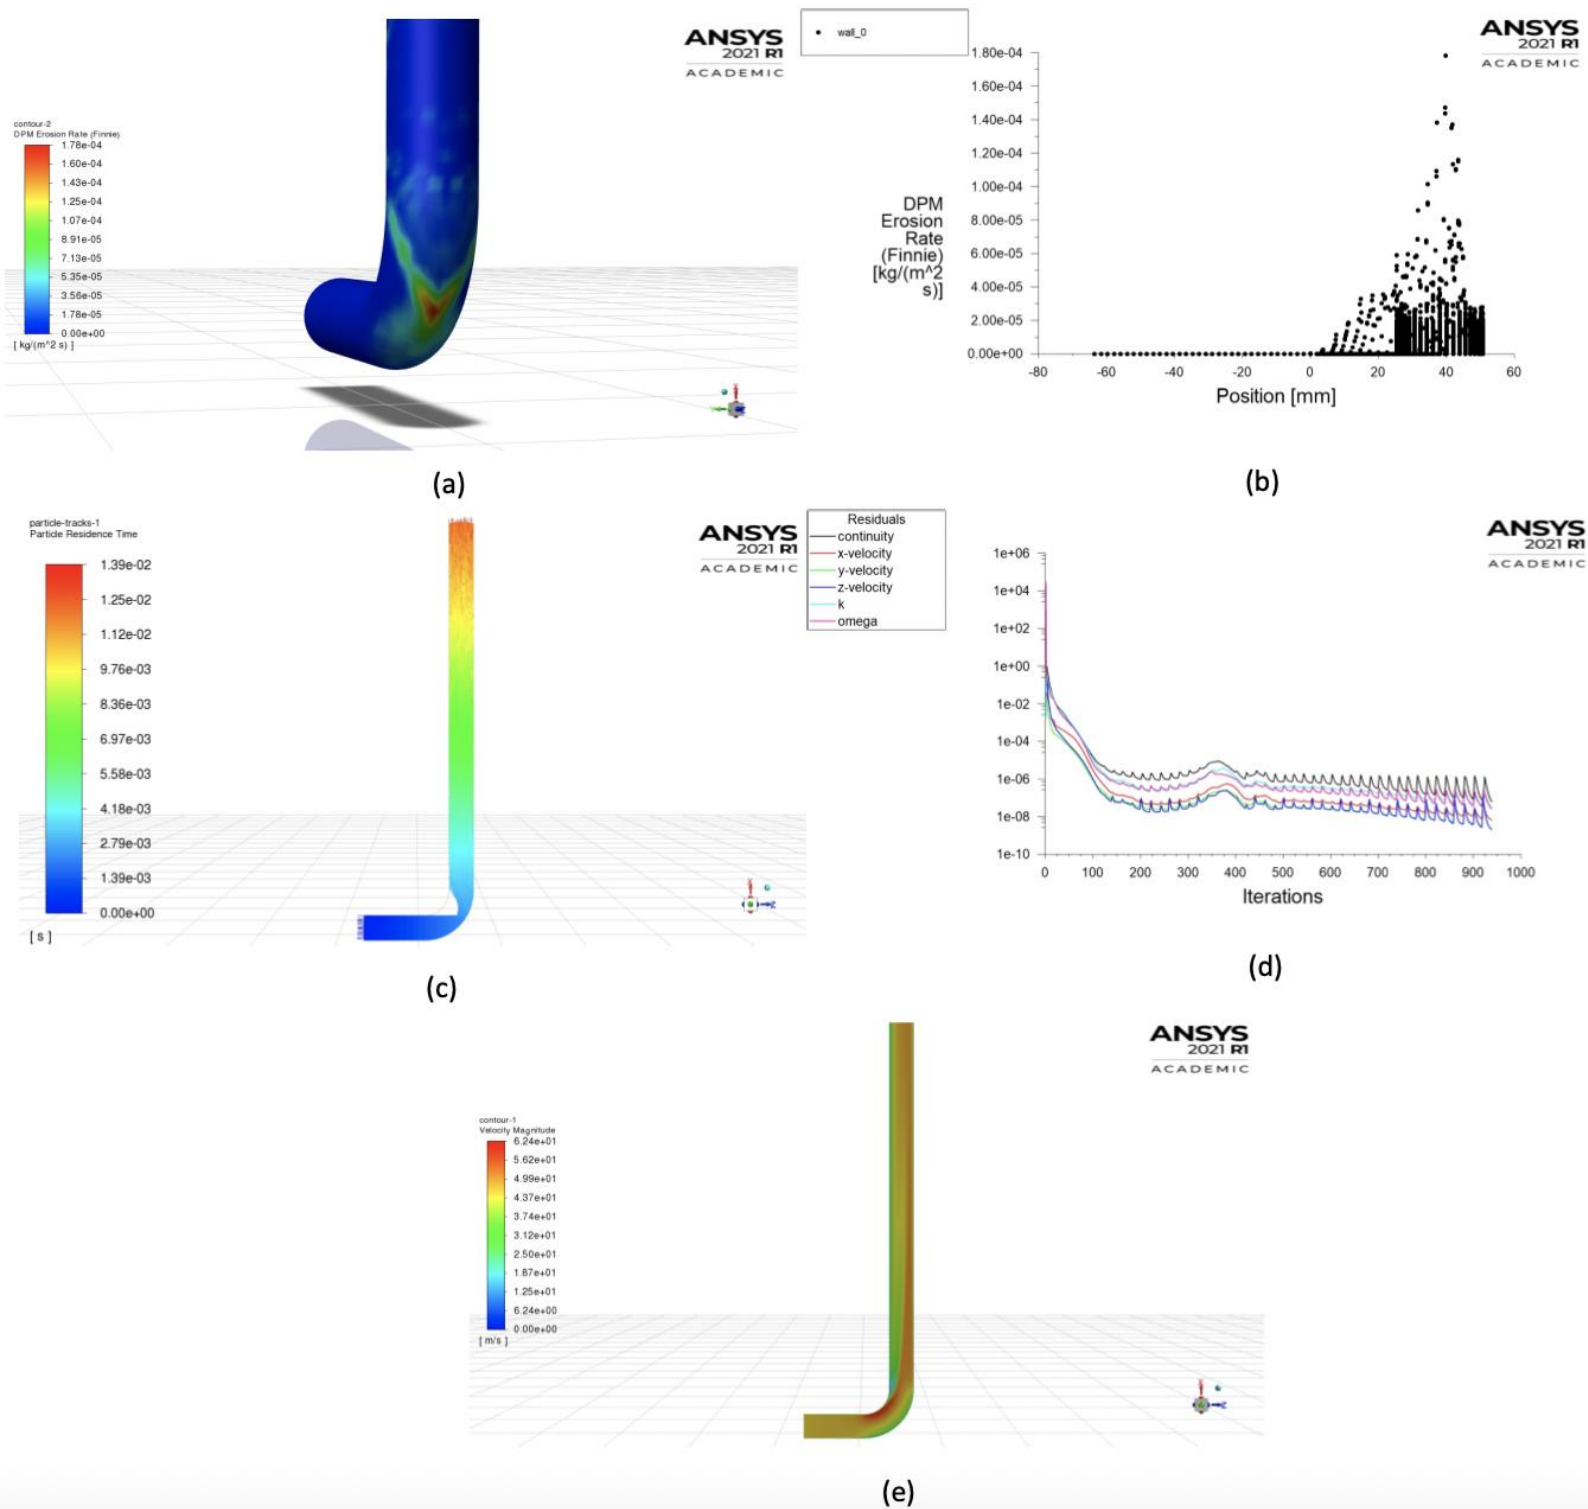 ANSYS
2021 R1
ACADEMIC
contour-2
DPM Erosion Rate (Finnie)
1.78e-04
1.60e-04
1.43e-04
1.25e-04
1.07e-04
8.91e-05
7.13e-05
5.35e-05
3.56e-05
1.78e-05
0.00e+00
[ kg/(m^2 s) ]
(a)
wall_0
ANSYS
2021 R1
ACADEMIC
1.80e-04
1.60e-04
1.40e-04
1.20e-04
1.00e-04
8.00e-05
6.00e-05
4.00e-05
2.00e-05
0.00e+00
DPM
Erosion
Rate
(Finnie)
[kg/(m^2
s)]
-80 -60 -40 -20 0 20 40 60
Position [mm]
(b)
particle-tracks-1
Particle Residence Time
1.39e-02
1.25e-02
1.12e-02
9.76e-03
8.36e-03
6.97e-03
5.58e-03
4.18e-03
2.79e-03
1.39e-03
0.00e+00
[ s ]
ANSYS
2021 R1
ACADEMIC
Z
(c)
Residuals
continuity
x-velocity
y-velocity
z-velocity
k
omega
ANSYS
2021 R1
ACADEMIC
1e+06
1e+04
1e+02
1e+00
1e-02
1e-04
1e-06
1e-08
1e-10
0 100 200 300 400 500 600 700 800 900 1000
Iterations
(d)
ANSYS
2021 R1
ACADEMIC
contour-1
Velocity Magnitude
6.24e+01
5.62e+01
4.99e+01
4.37e+01
3.74e+01
3.12e+01
2.50e+01
1.87e+01
1.25e+01
6.24e+00
0.00e+00
[ m/s ]
Z
(e)